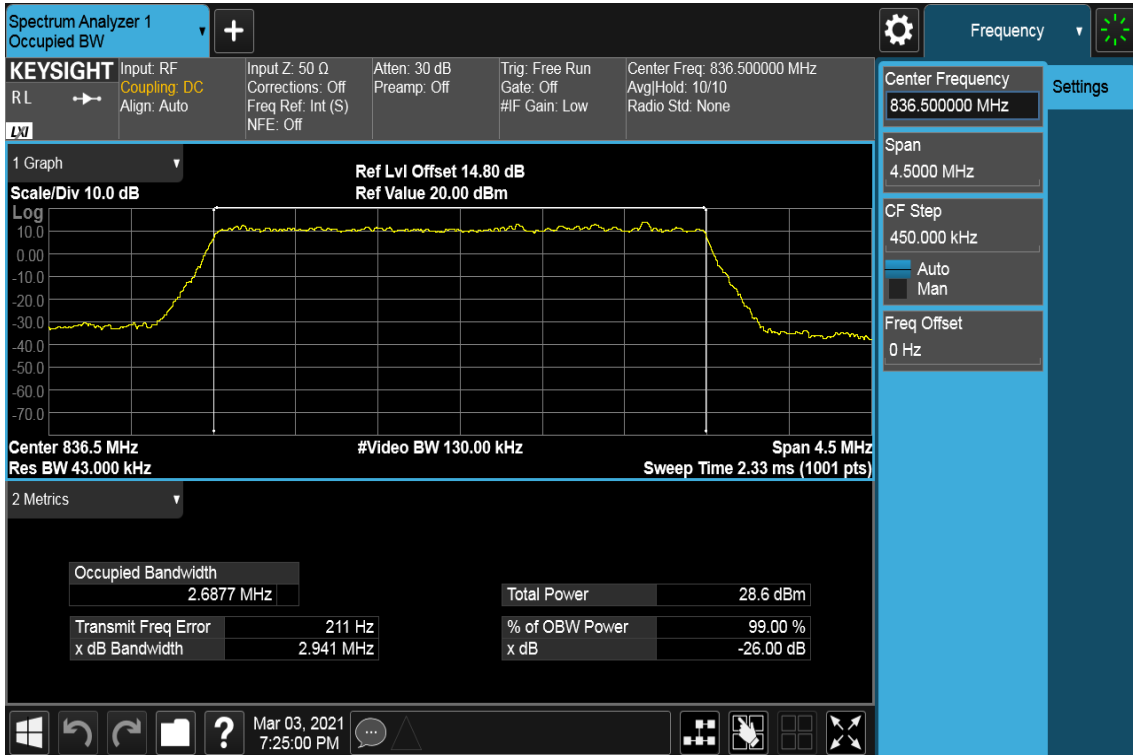 Spectrum Analyzer 1
Occupied BW
+
Frequency
KEYSIGHT
R L
LXI
Input: RF
Coupling: DC
Align: Auto
Input Z: 50 Ω
Corrections: Off
Freq Ref: Int (S)
NFE: Off
Atten: 30 dB
Preamp: Off
Trig: Free Run
Gate: Off
#IF Gain: Low
Center Freq: 836.500000 MHz
Avg|Hold: 10/10
Radio Std: None
Center Frequency
836.500000 MHz
Settings
Span
4.5000 MHz
CF Step
450.000 kHz
Auto
Man
Freq Offset
0 Hz
1 Graph
Scale/Div 10.0 dB
Ref Lvl Offset 14.80 dB
Ref Value 20.00 dBm
Log
10.0
0.00
-10.0
-20.0
-30.0
-40.0
-50.0
-60.0
-70.0
Center 836.5 MHz
Res BW 43.000 kHz
#Video BW 130.00 kHz
Span 4.5 MHz
Sweep Time 2.33 ms (1001 pts)
2 Metrics
Occupied Bandwidth
2.6877 MHz
Total Power 28.6 dBm
Transmit Freq Error 211 Hz
% of OBW Power 99.00 %
x dB Bandwidth 2.941 MHz
x dB -26.00 dB
?
Mar 03, 2021
7:25:00 PM